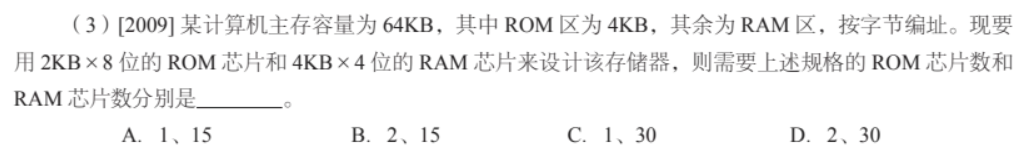 （3）[2009] 某计算机主存容量为 64KB，其中 ROM 区为 4KB，其余为 RAM 区，按字节编址。现要
用 2KB × 8 位的 ROM 芯片和 4KB × 4 位的 RAM 芯片来设计该存储器，则需要上述规格的 ROM 芯片数和
RAM 芯片数分别是________。
A. 1、15 B. 2、15 C. 1、30 D. 2、30